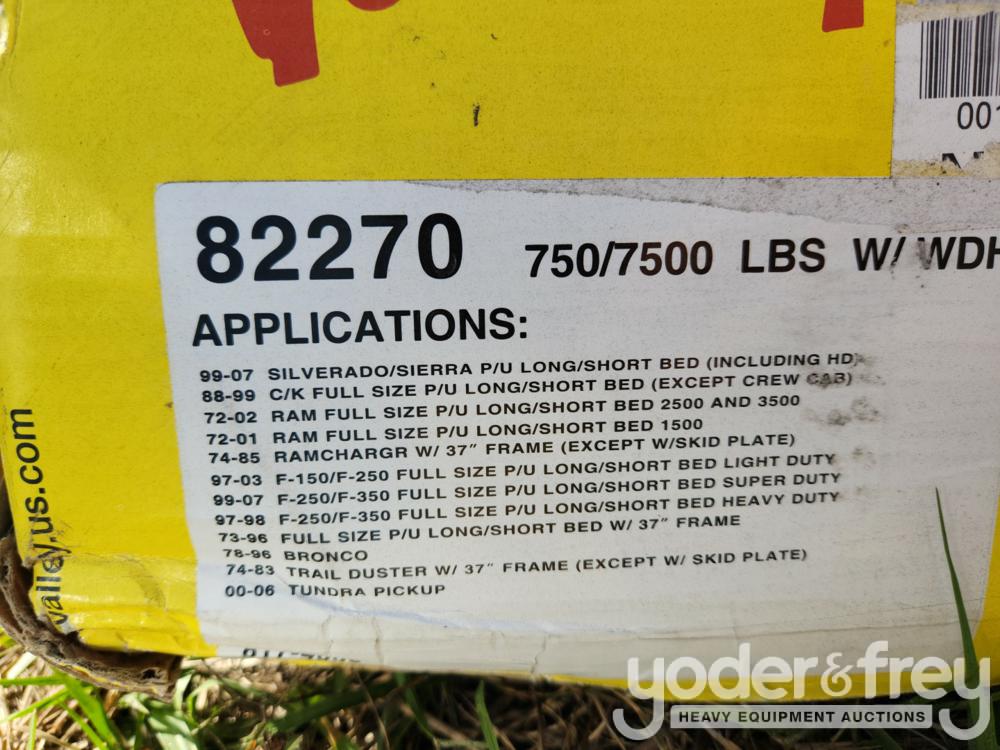 001
82270 750/7500 LBS W/ WDH
APPLICATIONS:
99-07 SILVERADO/SIERRA P/U LONG/SHORT BED (INCLUDING HD)
88-99 C/K FULL SIZE P/U LONG/SHORT BED (EXCEPT CREW CAB)
72-02 RAM FULL SIZE P/U LONG/SHORT BED 2500 AND 3500
72-01 RAM FULL SIZE P/U LONG/SHORT BED 1500
74-85 RAMCHARGR W/ 37" FRAME (EXCEPT W/SKID PLATE)
97-03 F-150/F-250 FULL SIZE P/U LONG/SHORT BED LIGHT DUTY
99-07 F-250/F-350 FULL SIZE P/U LONG/SHORT BED SUPER DUTY
97-98 F-250/F-350 FULL SIZE P/U LONG/SHORT BED HEAVY DUTY
73-96 FULL SIZE P/U LONG/SHORT BED W/ 37" FRAME
78-96 BRONCO
74-83 TRAIL DUSTER W/ 37" FRAME (EXCEPT W/ SKID PLATE)
00-06 TUNDRA PICKUP
valley.us.com
yoder&frey
HEAVY EQUIPMENT AUCTIONS